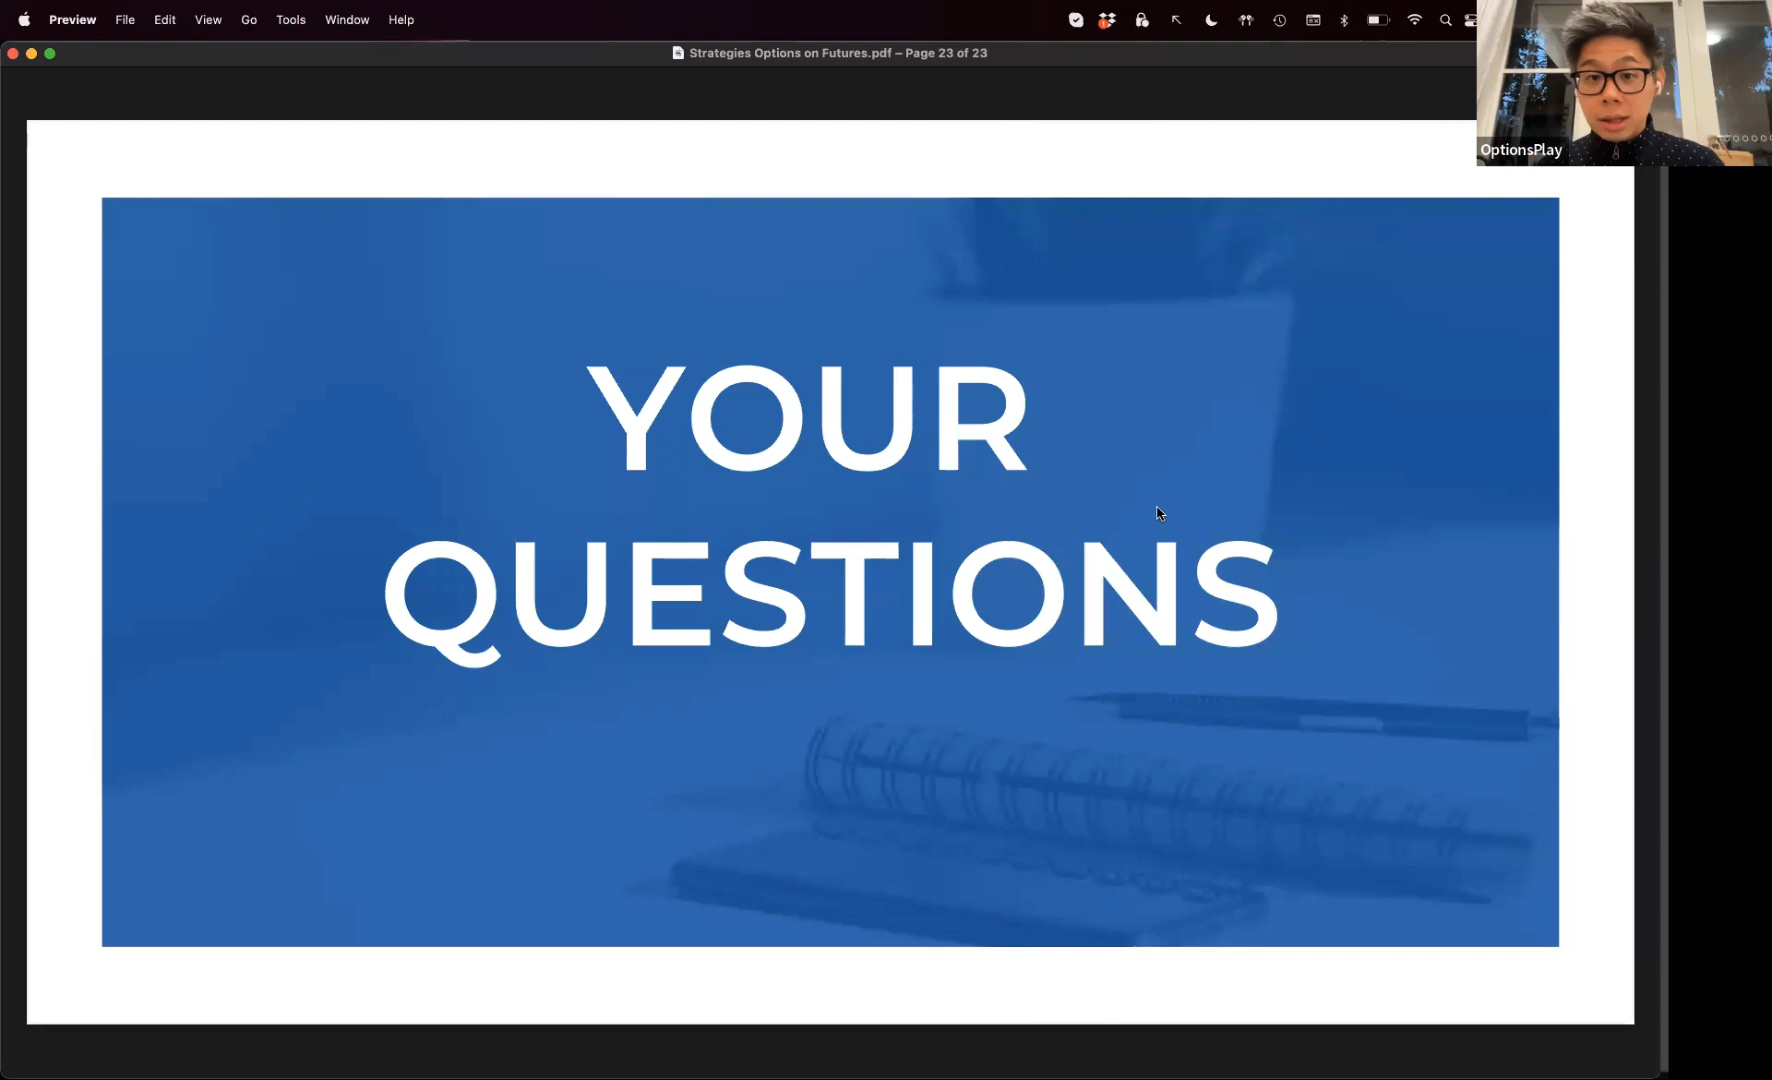 Preview File Edit View Go Tools Window Help
Strategies Options on Futures.pdf – Page 23 of 23
OptionsPlay
YOUR
QUESTIONS